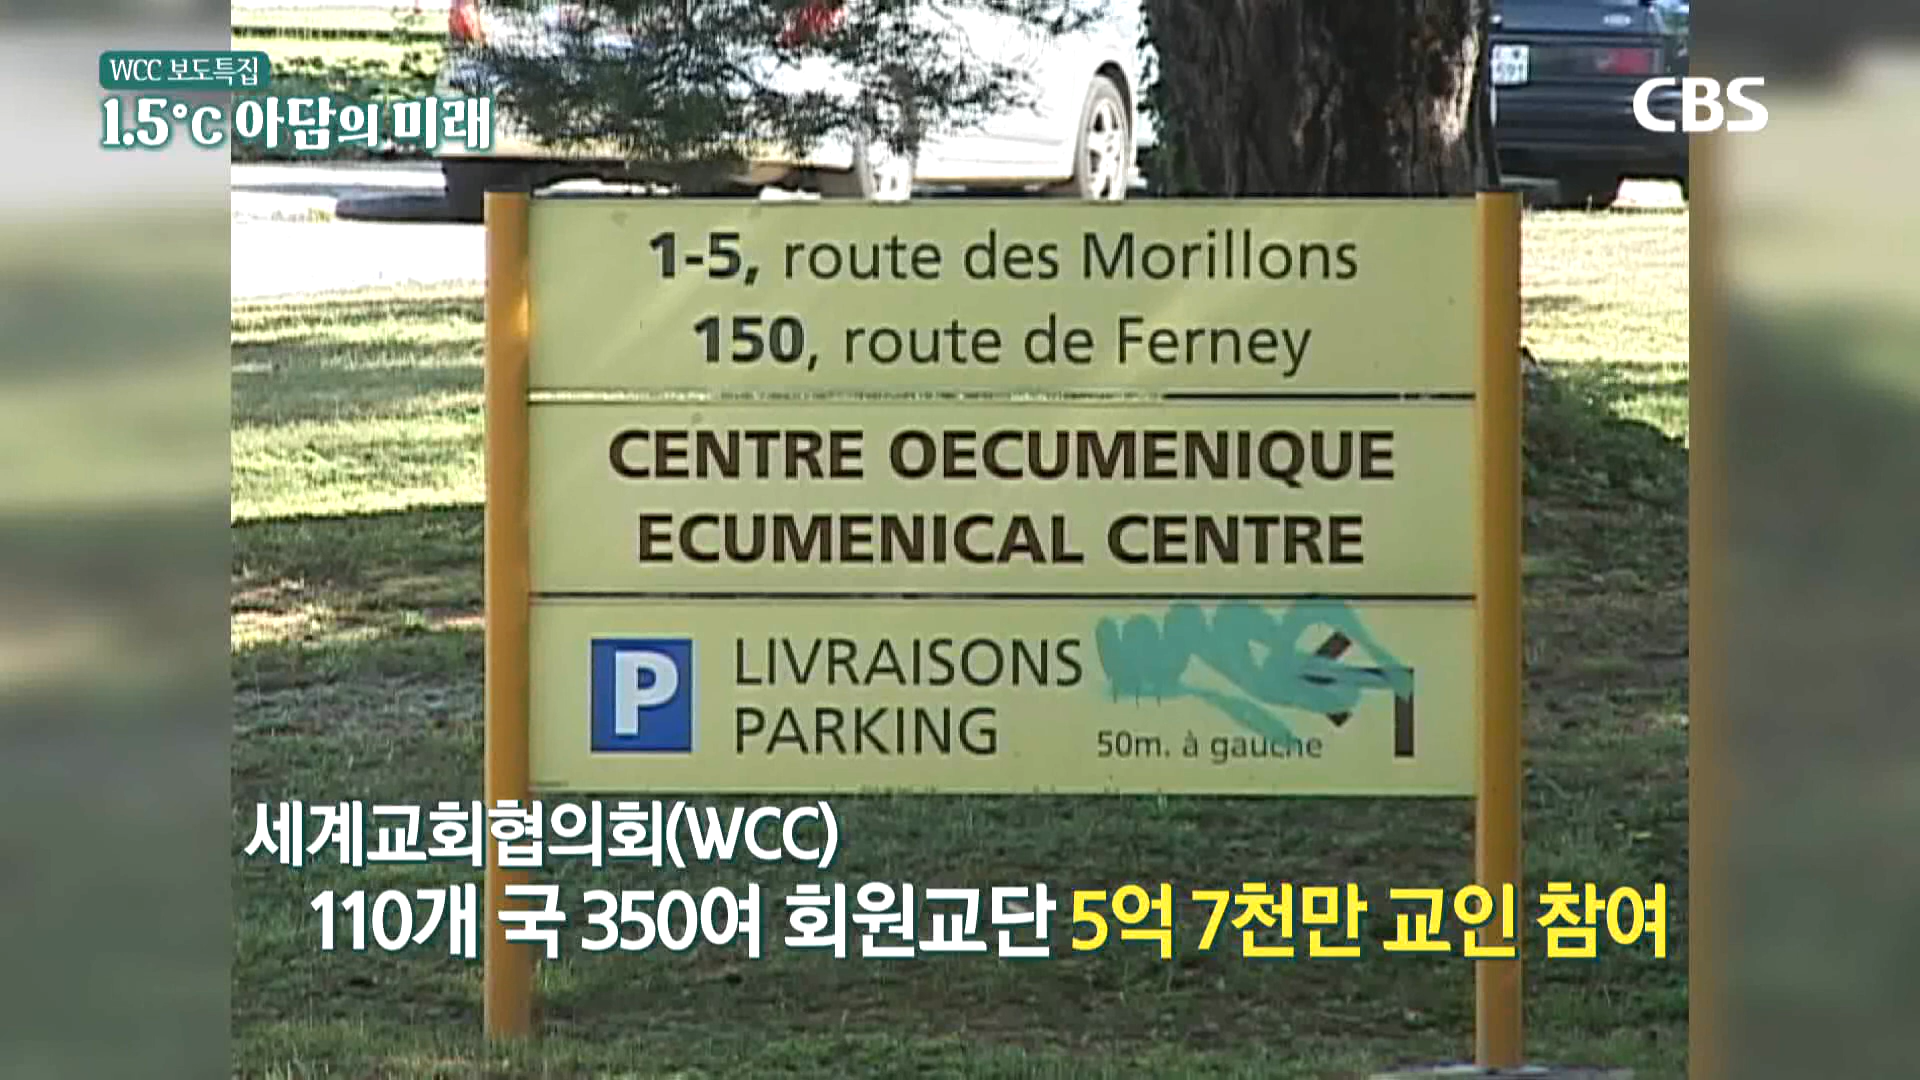 WCC 보도특집
1.5℃ 아담의 미래
CBS
1-5, route des Morillons
150, route de Ferney
CENTRE OECUMENIQUE
ECUMENICAL CENTRE
P LIVRAISONS
PARKING
50m. à gauche
세계교회협의회(WCC)
110개 국 350여 회원교단 5억 7천만 교인 참여